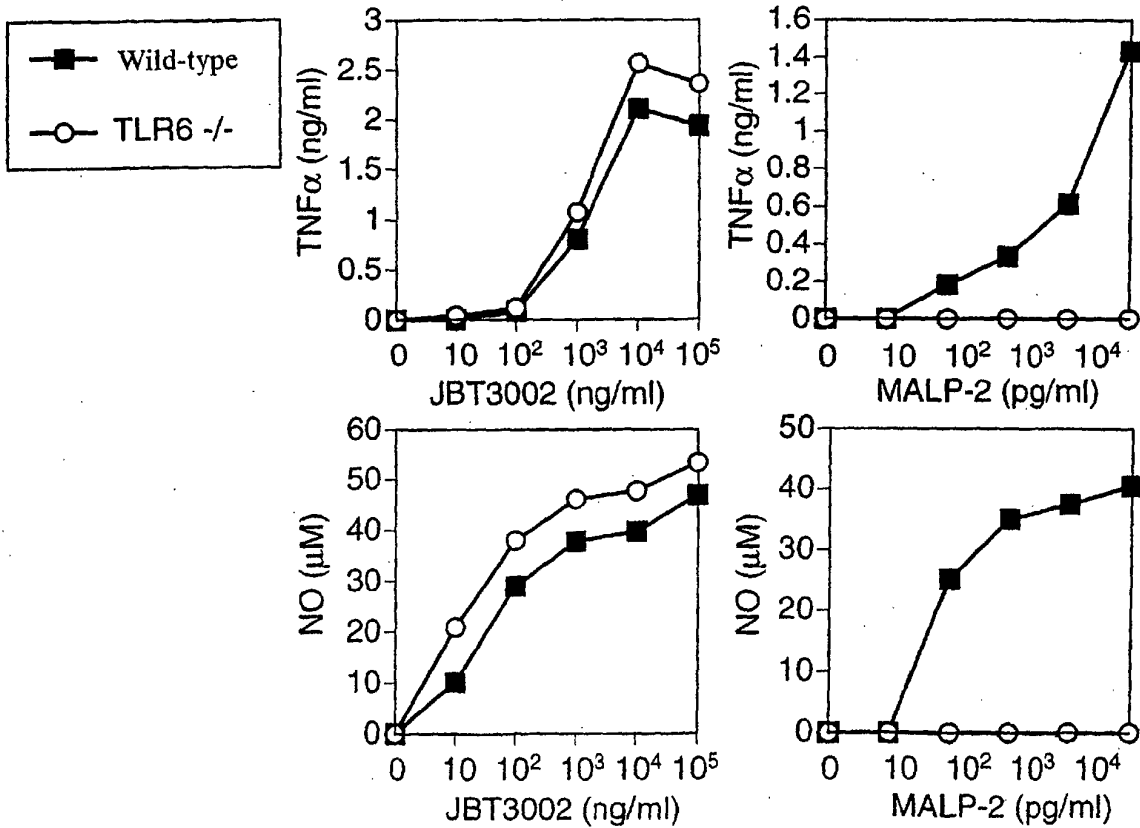 Wild-type
TLR6 -/-
TNFα (ng/ml)
3
2.5
2
1.5
1
0.5
0
0 10 10² 10³ 10⁴ 10⁵
JBT3002 (ng/ml)
TNFα (ng/ml)
1.6
1.4
1.2
1
0.8
0.6
0.4
0.2
0
0 10 10² 10³ 10⁴
MALP-2 (pg/ml)
NO (μM)
60
50
40
30
20
10
0
0 10 10² 10³ 10⁴ 10⁵
JBT3002 (ng/ml)
NO (μM)
50
40
30
20
10
0
0 10 10² 10³ 10⁴
MALP-2 (pg/ml)